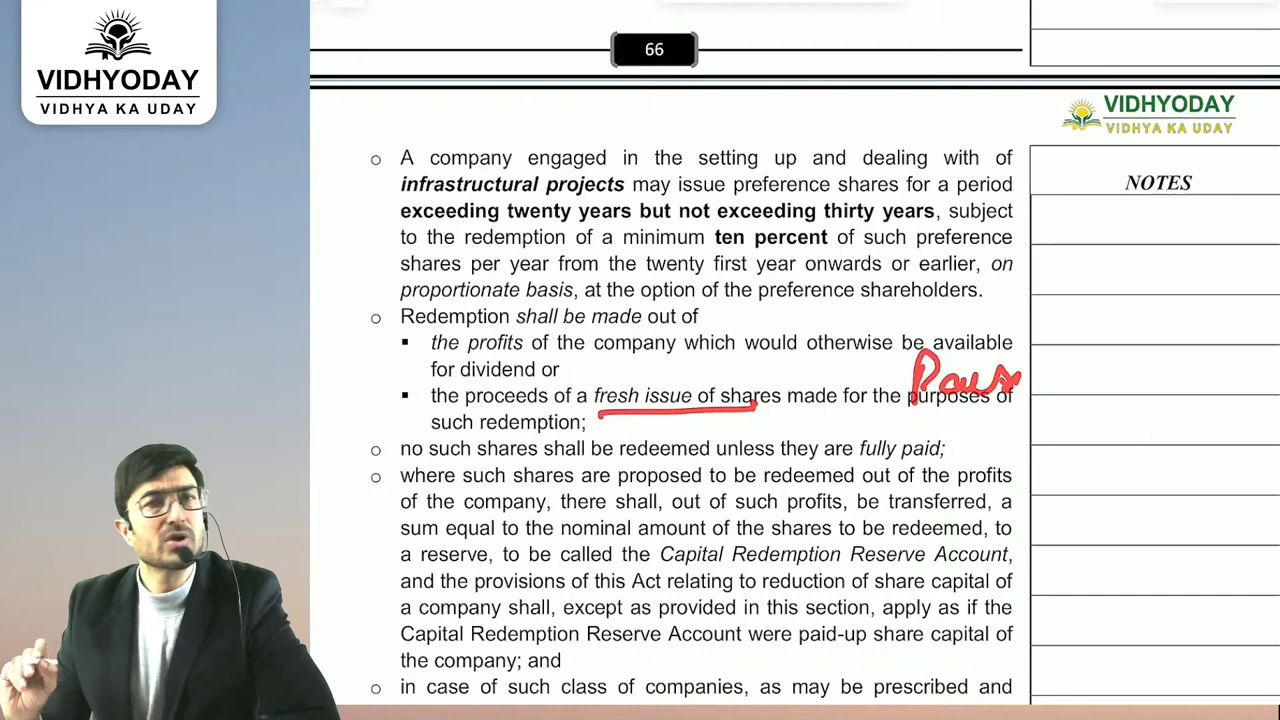 VIDHYODAY
VIDHYA KA UDAY
66
VIDHYODAY
VIDHYA KA UDAY
NOTES
o A company engaged in the setting up and dealing with of
infrastructural projects may issue preference shares for a period
exceeding twenty years but not exceeding thirty years, subject
to the redemption of a minimum ten percent of such preference
shares per year from the twenty first year onwards or earlier, on
proportionate basis, at the option of the preference shareholders.
o Redemption shall be made out of
▪ the profits of the company which would otherwise be available
for dividend or
Pause
▪ the proceeds of a fresh issue of shares made for the purposes of
such redemption;
o no such shares shall be redeemed unless they are fully paid;
o where such shares are proposed to be redeemed out of the profits
of the company, there shall, out of such profits, be transferred, a
sum equal to the nominal amount of the shares to be redeemed, to
a reserve, to be called the Capital Redemption Reserve Account,
and the provisions of this Act relating to reduction of share capital of
a company shall, except as provided in this section, apply as if the
Capital Redemption Reserve Account were paid-up share capital of
the company; and
o in case of such class of companies, as may be prescribed and